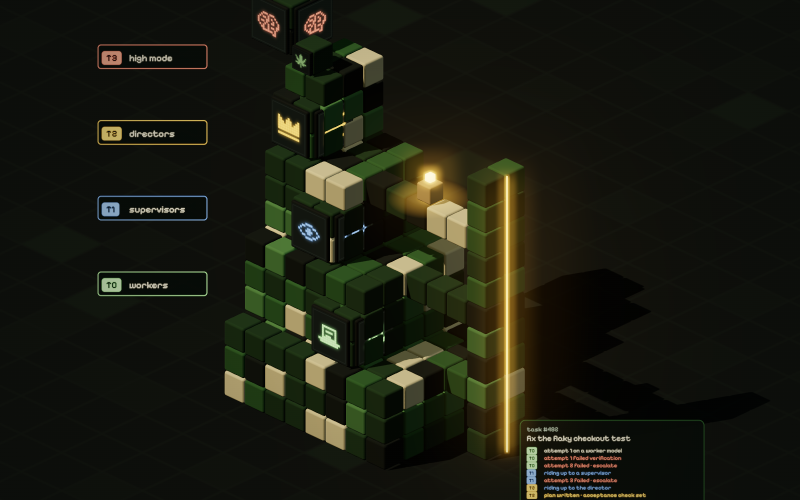 T3 high mode
T2 directors
T1 supervisors
T0 workers
task #468
fix the flaky checkout test
T0 attempt 1 on a worker model
T0 attempt 1 failed verification
T0 attempt 2 failed · escalate
T1 riding up to a supervisor
T1 attempt 3 failed · escalate
T2 riding up to the director
T2 plan written · acceptance check set